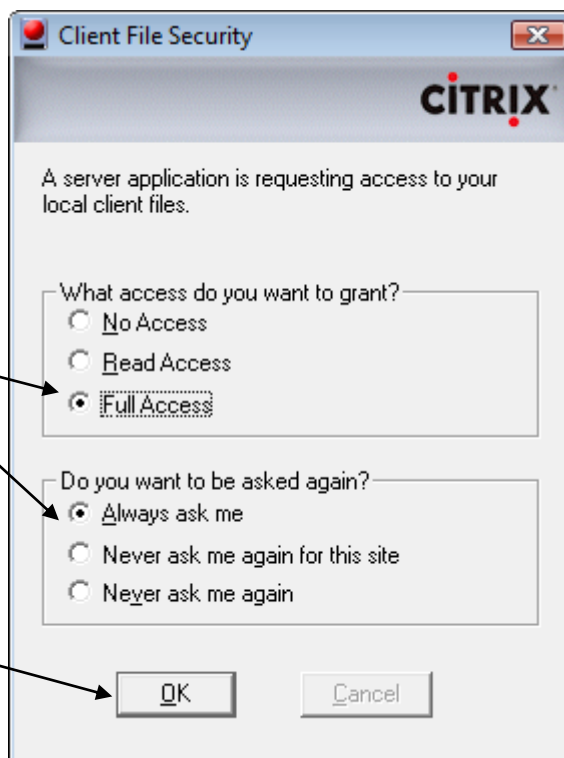 Client File Security
CITRIX
A server application is requesting access to your
local client files.
What access do you want to grant?
No Access
Read Access
Full Access
Do you want to be asked again?
Always ask me
Never ask me again for this site
Never ask me again
OK
Cancel